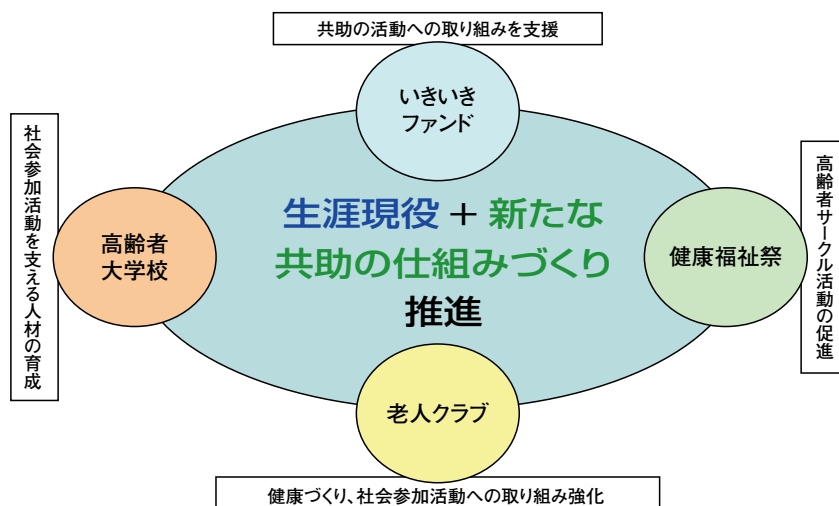 共助の活動への取り組みを支援
いきいき
ファンド
社会参加活動を支える人材の育成
高齢者
大学校
生涯現役 + 新たな
共助の仕組みづくり
推進
健康福祉祭
高齢者サークル活動の促進
老人クラブ
健康づくり、社会参加活動への取り組み強化